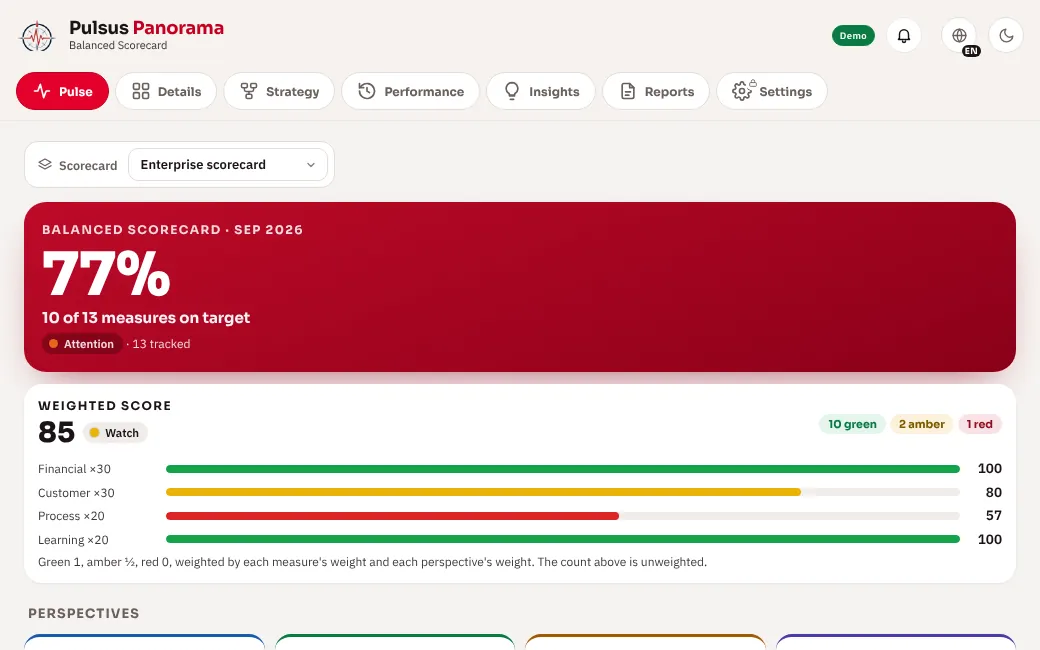 Pulsus Panorama
Balanced Scorecard
Demo
EN
Pulse
Details
Strategy
Performance
Insights
Reports
Settings
Scorecard
Enterprise scorecard
BALANCED SCORECARD · SEP 2026
77%
10 of 13 measures on target
Attention · 13 tracked
WEIGHTED SCORE
85 Watch
10 green 2 amber 1 red
Financial ×30 100
Customer ×30 80
Process ×20 57
Learning ×20 100
Green 1, amber ½, red 0, weighted by each measure's weight and each perspective's weight. The count above is unweighted.
PERSPECTIVES